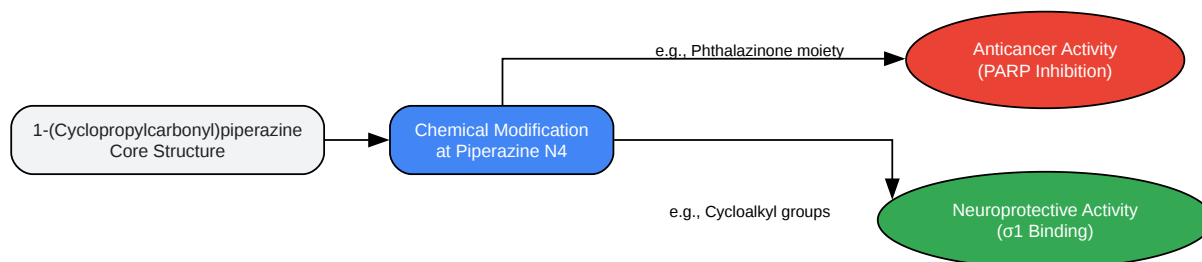 1-(Cyclopropylcarbonyl)piperazine
Core Structure
Chemical Modification
at Piperazine N4
e.g., Phthalazinone moiety
Anticancer Activity
(PARP Inhibition)
e.g., Cycloalkyl groups
Neuroprotective Activity
(σ1 Binding)